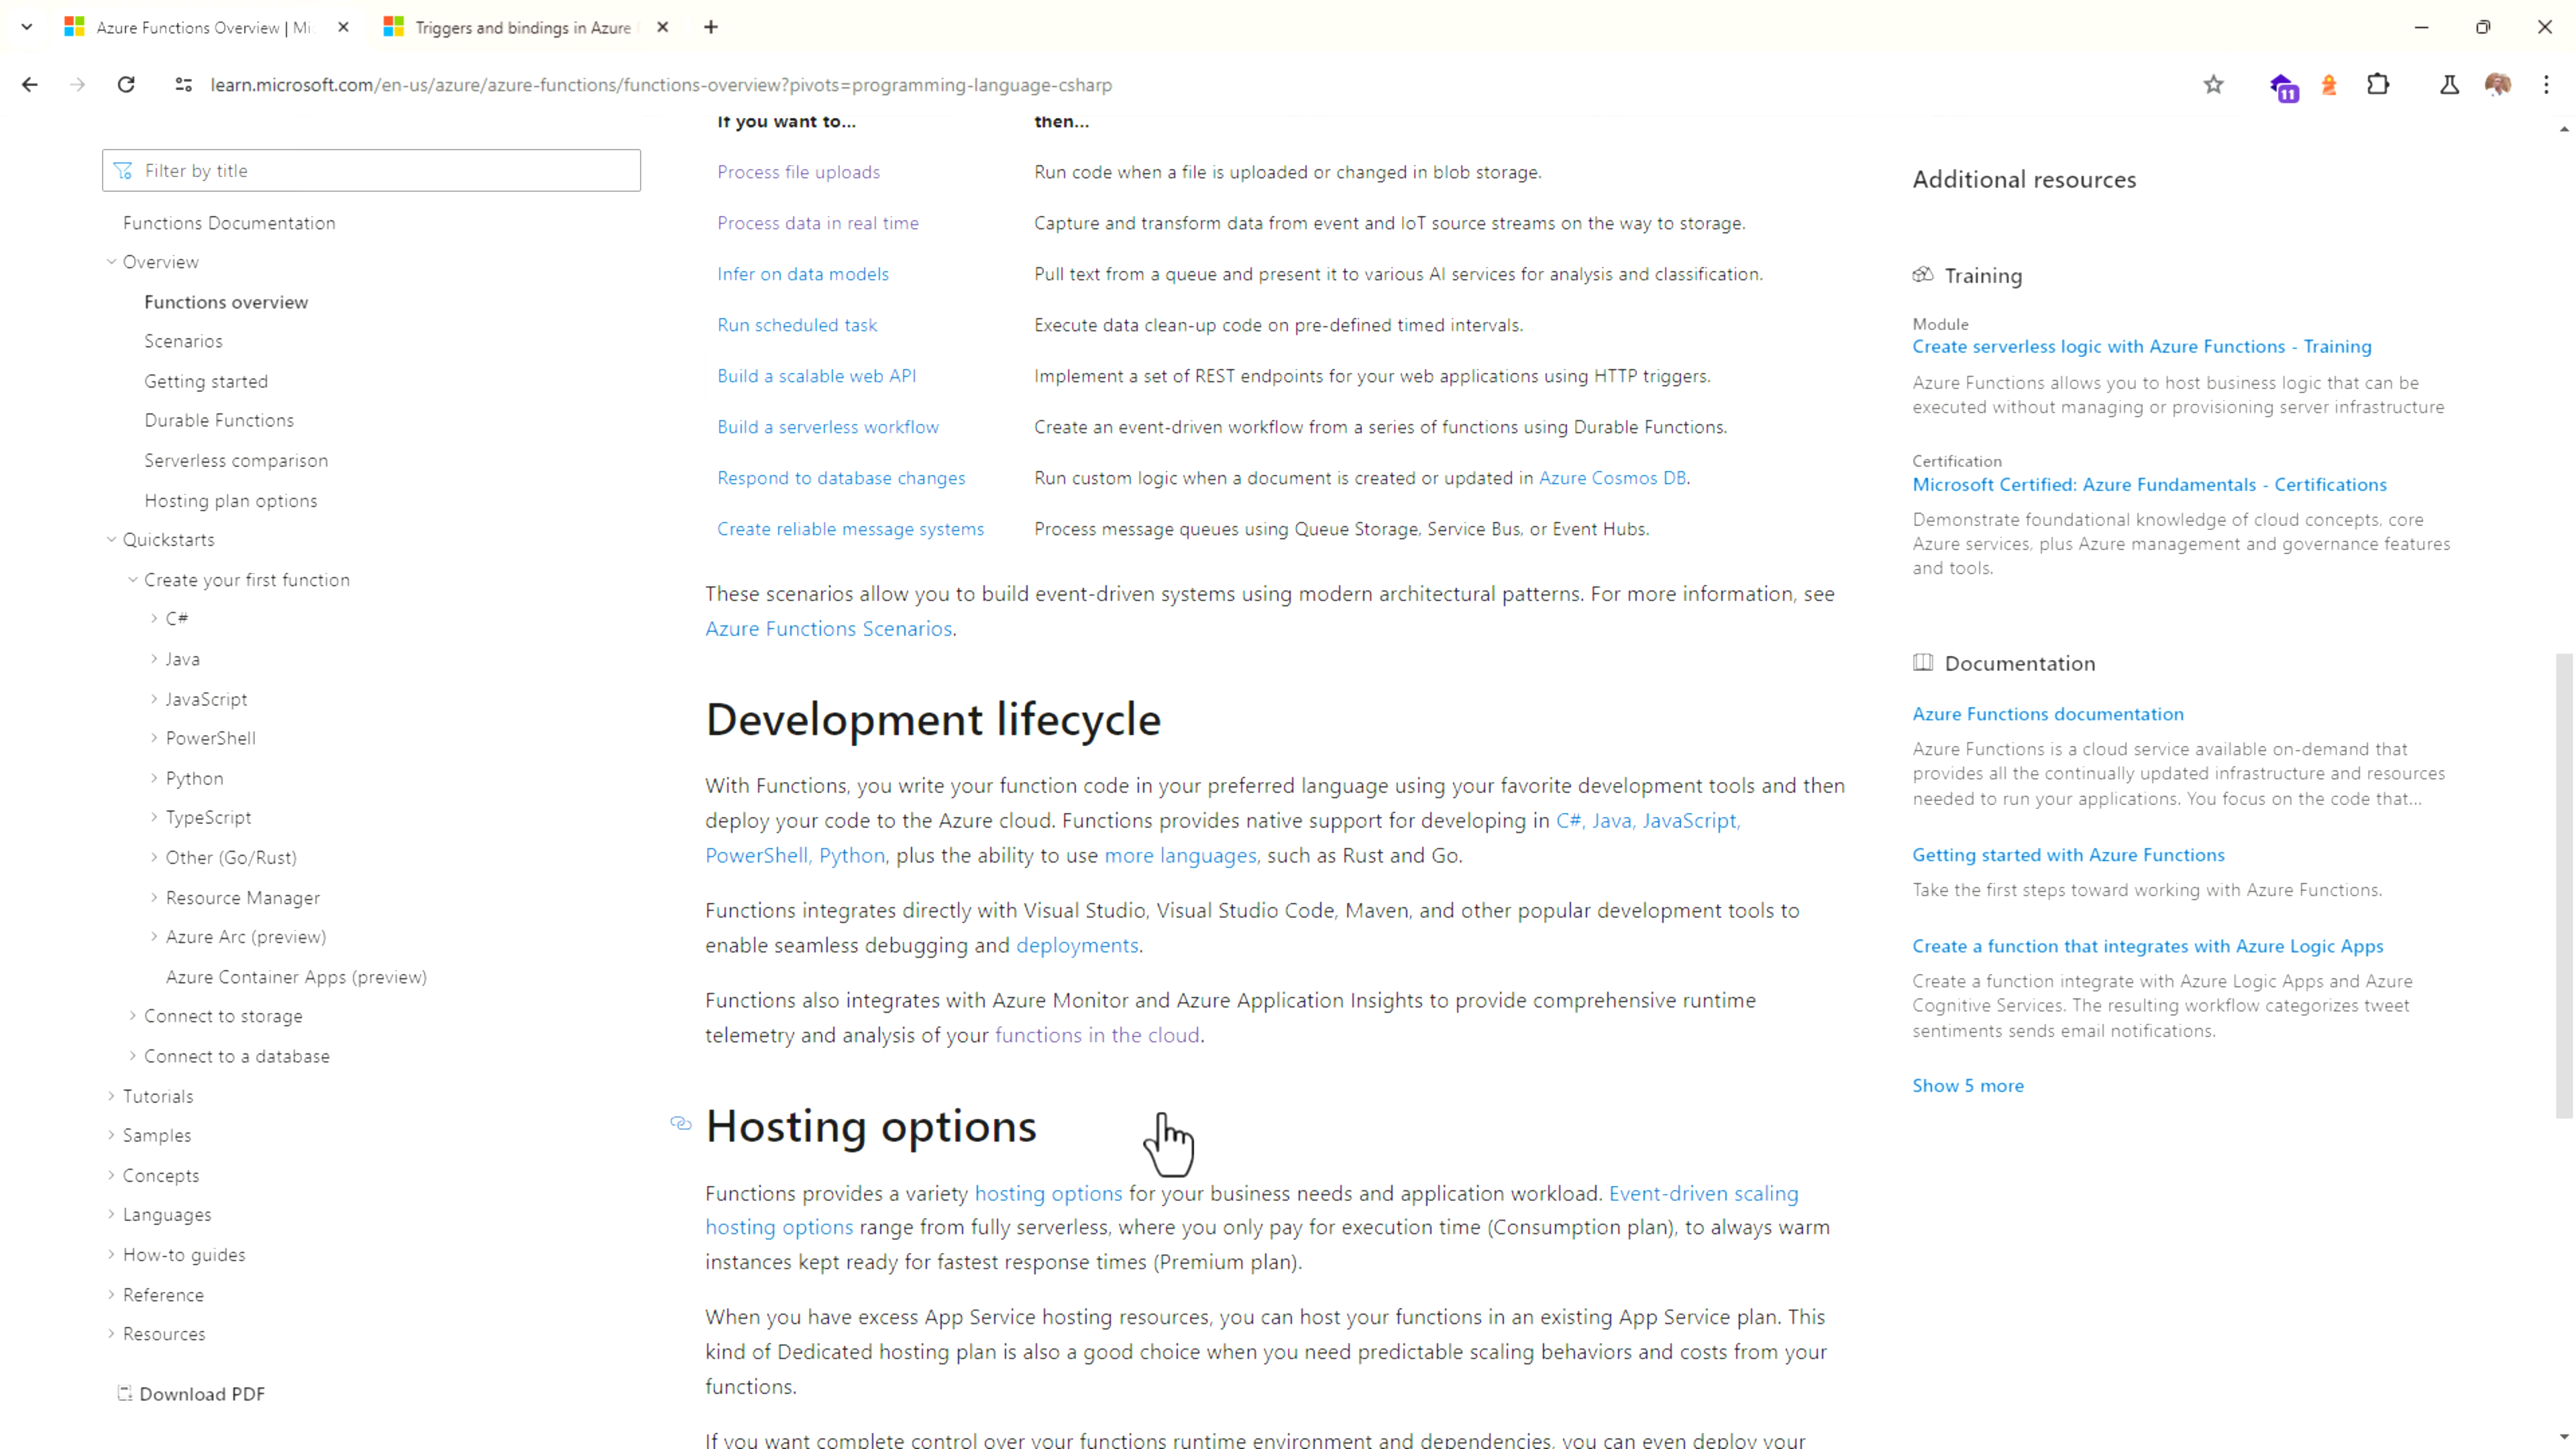 Azure Functions Overview | Mi
Triggers and bindings in Azure
learn.microsoft.com/en-us/azure/azure-functions/functions-overview?pivots=programming-language-csharp
11
Filter by title
Functions Documentation
Overview
Functions overview
Scenarios
Getting started
Durable Functions
Serverless comparison
Hosting plan options
Quickstarts
Create your first function
C#
Java
JavaScript
PowerShell
Python
TypeScript
Other (Go/Rust)
Resource Manager
Azure Arc (preview)
Azure Container Apps (preview)
Connect to storage
Connect to a database
Tutorials
Samples
Concepts
Languages
How-to guides
Reference
Resources
Download PDF
If you want to... then...
Process file uploads Run code when a file is uploaded or changed in blob storage.
Process data in real time Capture and transform data from event and IoT source streams on the way to storage.
Infer on data models Pull text from a queue and present it to various AI services for analysis and classification.
Run scheduled task Execute data clean-up code on pre-defined timed intervals.
Build a scalable web API Implement a set of REST endpoints for your web applications using HTTP triggers.
Build a serverless workflow Create an event-driven workflow from a series of functions using Durable Functions.
Respond to database changes Run custom logic when a document is created or updated in Azure Cosmos DB.
Create reliable message systems Process message queues using Queue Storage, Service Bus, or Event Hubs.
These scenarios allow you to build event-driven systems using modern architectural patterns. For more information, see
Azure Functions Scenarios.
Development lifecycle
With Functions, you write your function code in your preferred language using your favorite development tools and then
deploy your code to the Azure cloud. Functions provides native support for developing in C#, Java, JavaScript,
PowerShell, Python, plus the ability to use more languages, such as Rust and Go.
Functions integrates directly with Visual Studio, Visual Studio Code, Maven, and other popular development tools to
enable seamless debugging and deployments.
Functions also integrates with Azure Monitor and Azure Application Insights to provide comprehensive runtime
telemetry and analysis of your functions in the cloud.
Hosting options
Functions provides a variety hosting options for your business needs and application workload. Event-driven scaling
hosting options range from fully serverless, where you only pay for execution time (Consumption plan), to always warm
instances kept ready for fastest response times (Premium plan).
When you have excess App Service hosting resources, you can host your functions in an existing App Service plan. This
kind of Dedicated hosting plan is also a good choice when you need predictable scaling behaviors and costs from your
functions.
If you want complete control over your functions runtime environment and dependencies, you can even deploy your
Additional resources
Training
Module
Create serverless logic with Azure Functions - Training
Azure Functions allows you to host business logic that can be
executed without managing or provisioning server infrastructure
Certification
Microsoft Certified: Azure Fundamentals - Certifications
Demonstrate foundational knowledge of cloud concepts, core
Azure services, plus Azure management and governance features
and tools.
Documentation
Azure Functions documentation
Azure Functions is a cloud service available on-demand that
provides all the continually updated infrastructure and resources
needed to run your applications. You focus on the code that...
Getting started with Azure Functions
Take the first steps toward working with Azure Functions.
Create a function that integrates with Azure Logic Apps
Create a function integrate with Azure Logic Apps and Azure
Cognitive Services. The resulting workflow categorizes tweet
sentiments sends email notifications.
Show 5 more